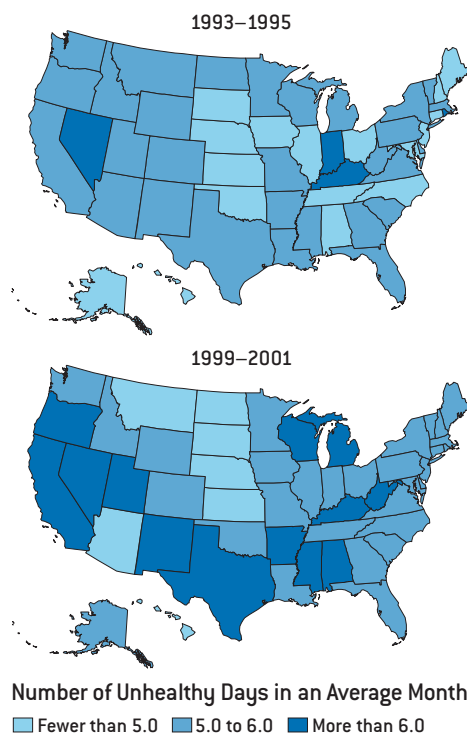 1993–1995
1999–2001
Number of Unhealthy Days in an Average Month
Fewer than 5.0 5.0 to 6.0 More than 6.0